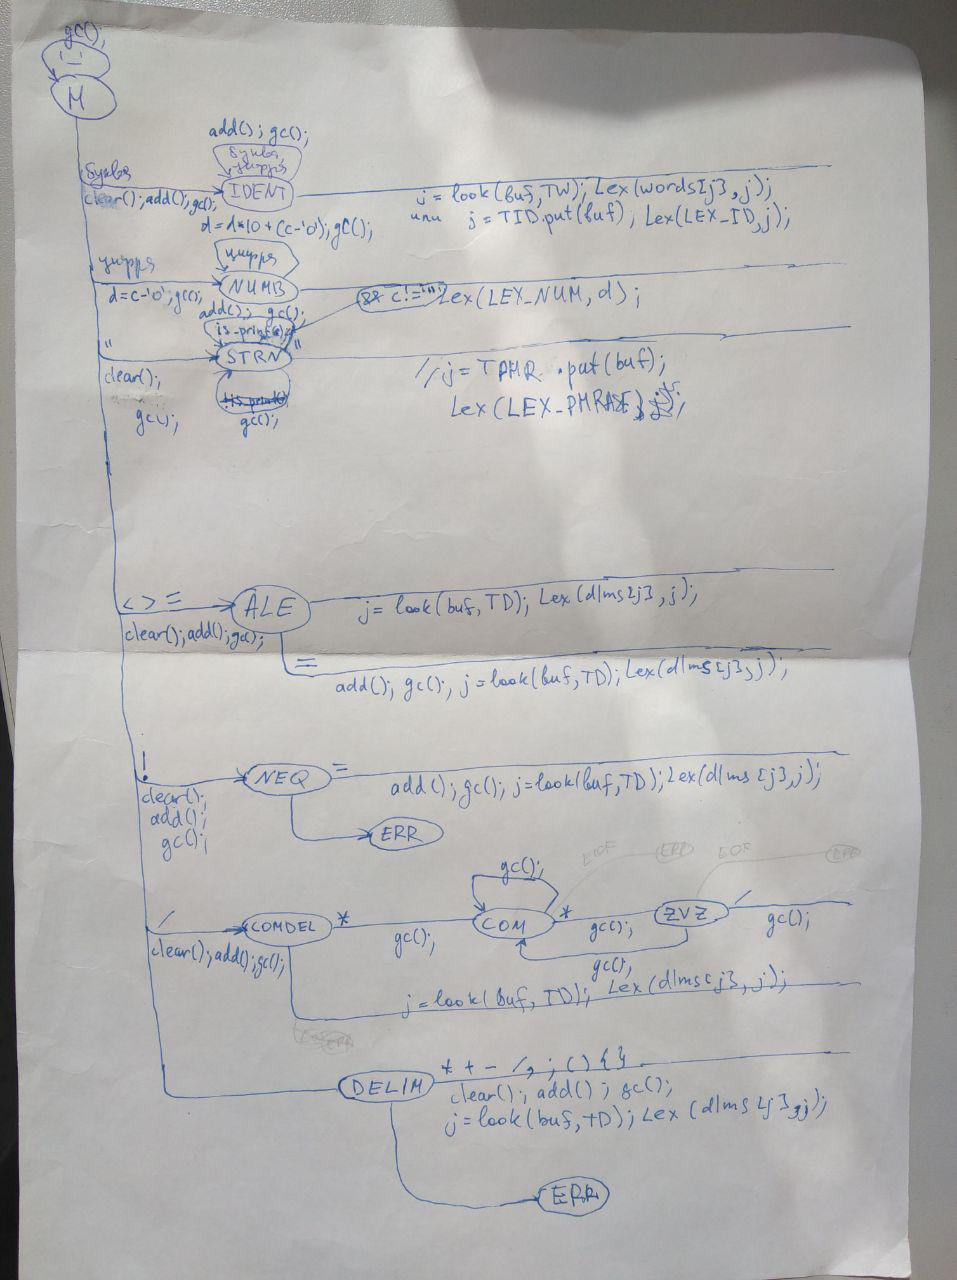 gc();
H
add(); gc();
буква, цифра
буква
IDENT
clear(); add(); gc();
j = look(buf, TW); Lex(words[j], j);
или j = TID.put(buf); Lex(LEX_ID, j);
d = d*10 + (c-'0'); gc();
цифра
цифра
NUMB
d = c-'0'; gc();
&& c!='"'
Lex(LEX_NUM, d);
add(); gc();
"
STRN
"
clear();
gc();
gc();
// j = TPHR.put(buf);
Lex(LEX_PHRASE,
< > =
ALE
clear(); add(); gc();
j = look(buf, TD); Lex(dlms[j], j);
=
add(); gc(); j = look(buf, TD); Lex(dlms[j], j);
!
NEQ
=
clear();
add();
gc();
add(); gc(); j = look(buf, TD); Lex(dlms[j], j);
ERR
EOF
ERR
EOF
ERR
gc();
/
COMDEL
*
COM
*
ZVZ
/
clear(); add(); gc();
gc();
gc();
gc();
gc();
j = look(buf, TD); Lex(dlms[j], j);
DELIM
* + - / , ; ( ) { }
clear(); add(); gc();
j = look(buf, TD); Lex(dlms[j], j);
ERR